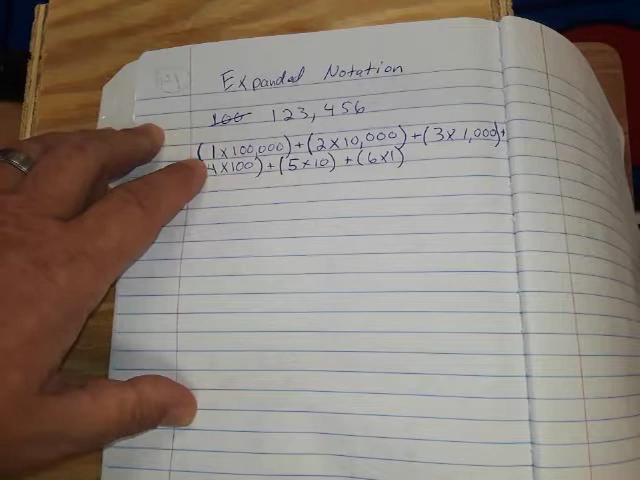 Expanded Notation
100 123,456
(1x100,000)+(2x10,000)+(3x1,000)+
4x100)+(5x10)+(6x1)